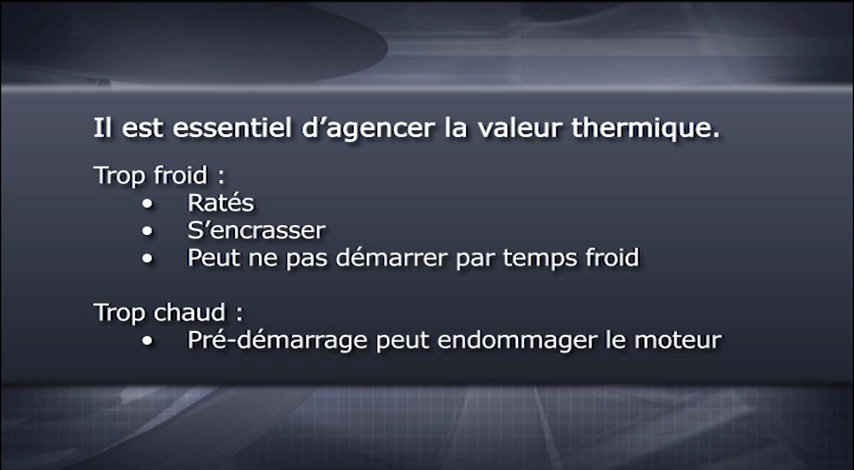 Il est essentiel d’agencer la valeur thermique.
Trop froid :
• Ratés
• S’encrasser
• Peut ne pas démarrer par temps froid
Trop chaud :
• Pré-démarrage peut endommager le moteur